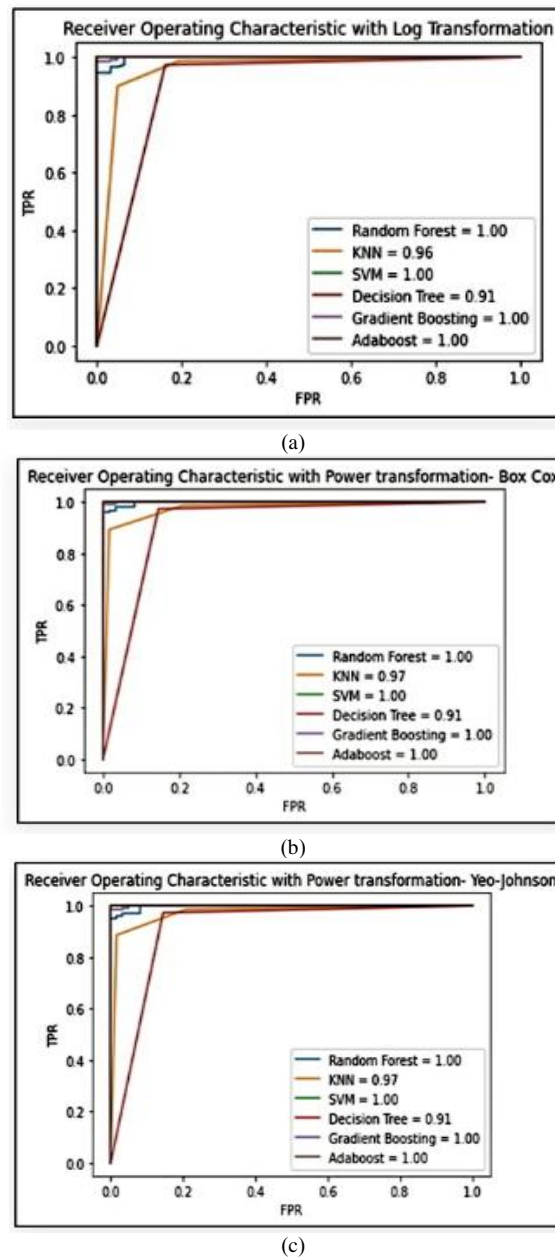 Receiver Operating Characteristic with Log Transformation
1.0
0.8
0.6
0.4
0.2
0.0
TPR
Random Forest = 1.00
KNN = 0.96
SVM = 1.00
Decision Tree = 0.91
Gradient Boosting = 1.00
Adaboost = 1.00
0.0 0.2 0.4 0.6 0.8 1.0
FPR
(a)
Receiver Operating Characteristic with Power transformation- Box Cox
1.0
0.8
0.6
0.4
0.2
0.0
TPR
Random Forest = 1.00
KNN = 0.97
SVM = 1.00
Decision Tree = 0.91
Gradient Boosting = 1.00
Adaboost = 1.00
0.0 0.2 0.4 0.6 0.8 1.0
FPR
(b)
Receiver Operating Characteristic with Power transformation- Yeo-Johnson
1.0
0.8
0.6
0.4
0.2
0.0
TPR
Random Forest = 1.00
KNN = 0.97
SVM = 1.00
Decision Tree = 0.91
Gradient Boosting = 1.00
Adaboost = 1.00
0.0 0.2 0.4 0.6 0.8 1.0
FPR
(c)